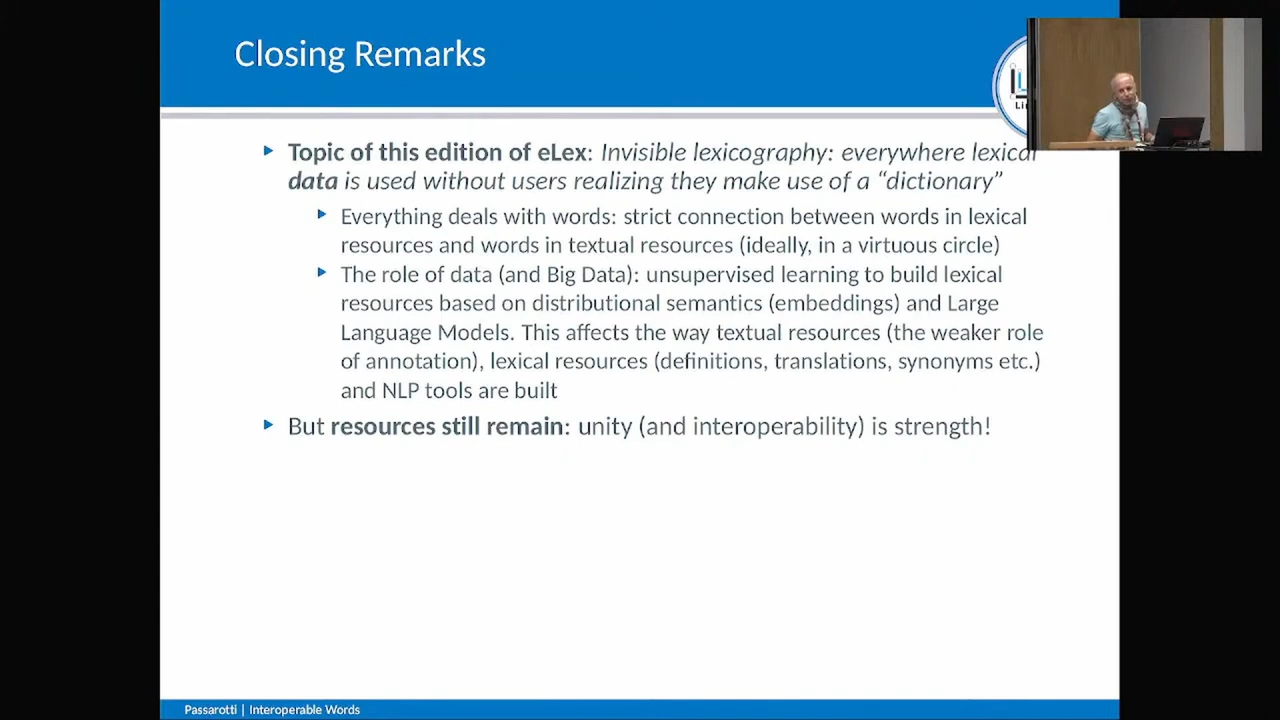 Closing Remarks
Topic of this edition of eLex: Invisible lexicography: everywhere lexical
data is used without users realizing they make use of a “dictionary”
Everything deals with words: strict connection between words in lexical
resources and words in textual resources (ideally, in a virtuous circle)
The role of data (and Big Data): unsupervised learning to build lexical
resources based on distributional semantics (embeddings) and Large
Language Models. This affects the way textual resources (the weaker role
of annotation), lexical resources (definitions, translations, synonyms etc.)
and NLP tools are built
But resources still remain: unity (and interoperability) is strength!
Passarotti | Interoperable Words